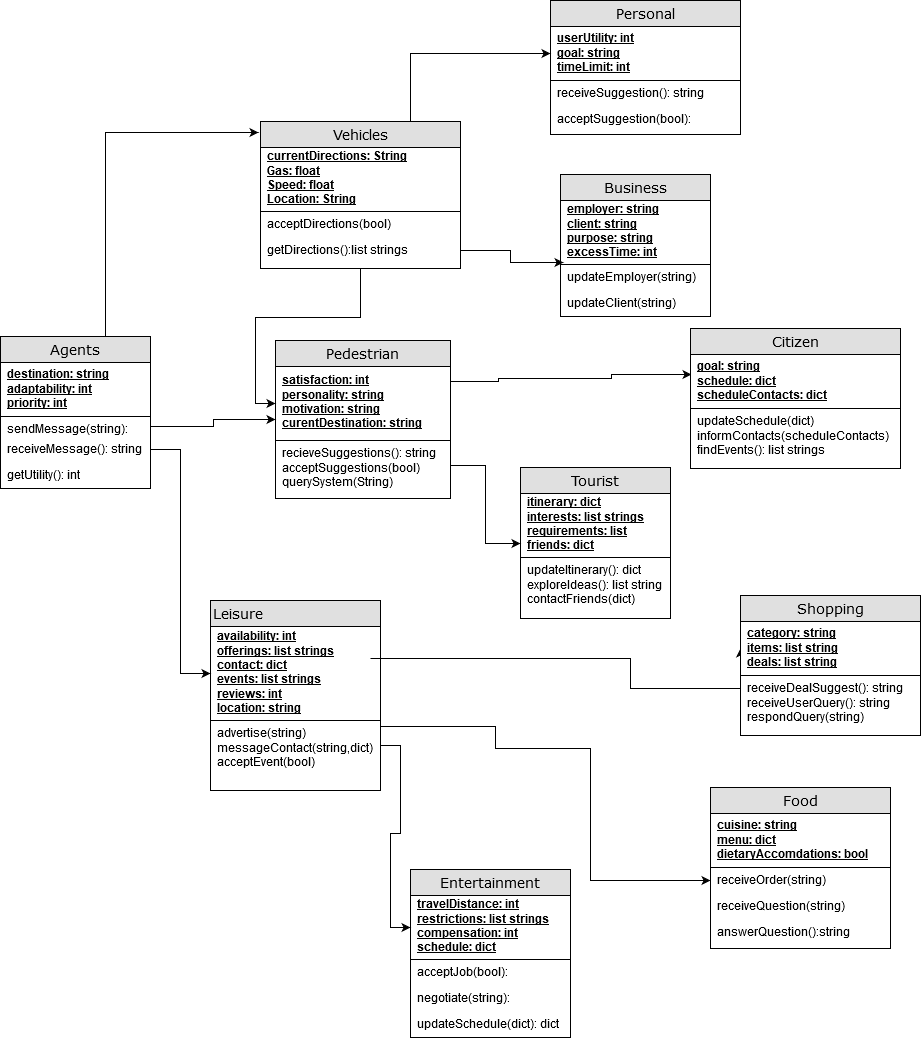 Personal
userUtility: int
goal: string
timeLimit: int
receiveSuggestion(): string
acceptSuggestion(bool):
Vehicles
currentDirections: String
Gas: float
Speed: float
Location: String
acceptDirections(bool)
getDirections():list strings
Business
employer: string
client: string
purpose: string
excessTime: int
updateEmployer(string)
updateClient(string)
Agents
destination: string
adaptability: int
priority: int
sendMessage(string):
receiveMessage(): string
getUtility(): int
Pedestrian
satisfaction: int
personality: string
motivation: string
curentDestination: string
recieveSuggestions(): string
acceptSuggestions(bool)
querySystem(String)
Citizen
goal: string
schedule: dict
scheduleContacts: dict
updateSchedule(dict)
informContacts(scheduleContacts)
findEvents(): list strings
Tourist
itinerary: dict
interests: list strings
requirements: list
friends: dict
updateItinerary(): dict
exploreIdeas(): list string
contactFriends(dict)
Leisure
availability: int
offerings: list strings
contact: dict
events: list strings
reviews: int
location: string
advertise(string)
messageContact(string,dict)
acceptEvent(bool)
Shopping
category: string
items: list string
deals: list string
receiveDealSuggest(): string
receiveUserQuery(): string
respondQuery(string)
Food
cuisine: string
menu: dict
dietaryAccomdations: bool
receiveOrder(string)
receiveQuestion(string)
answerQuestion():string
Entertainment
travelDistance: int
restrictions: list strings
compensation: int
schedule: dict
acceptJob(bool):
negotiate(string):
updateSchedule(dict): dict